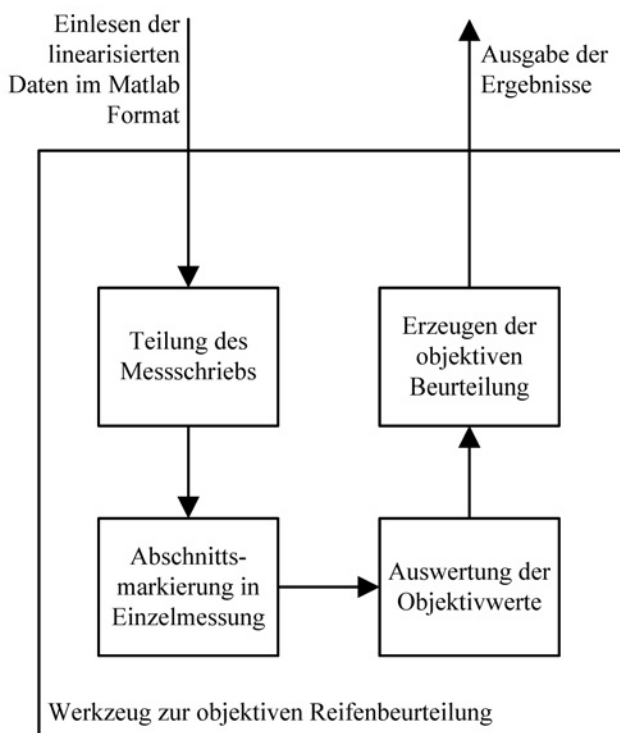 Einlesen der
linearisierten
Daten im Matlab
Format
Ausgabe der
Ergebnisse
Teilung des
Messschriebs
Erzeugen der
objektiven
Beurteilung
Abschnitts-
markierung in
Einzelmessung
Auswertung der
Objektivwerte
Werkzeug zur objektiven Reifenbeurteilung